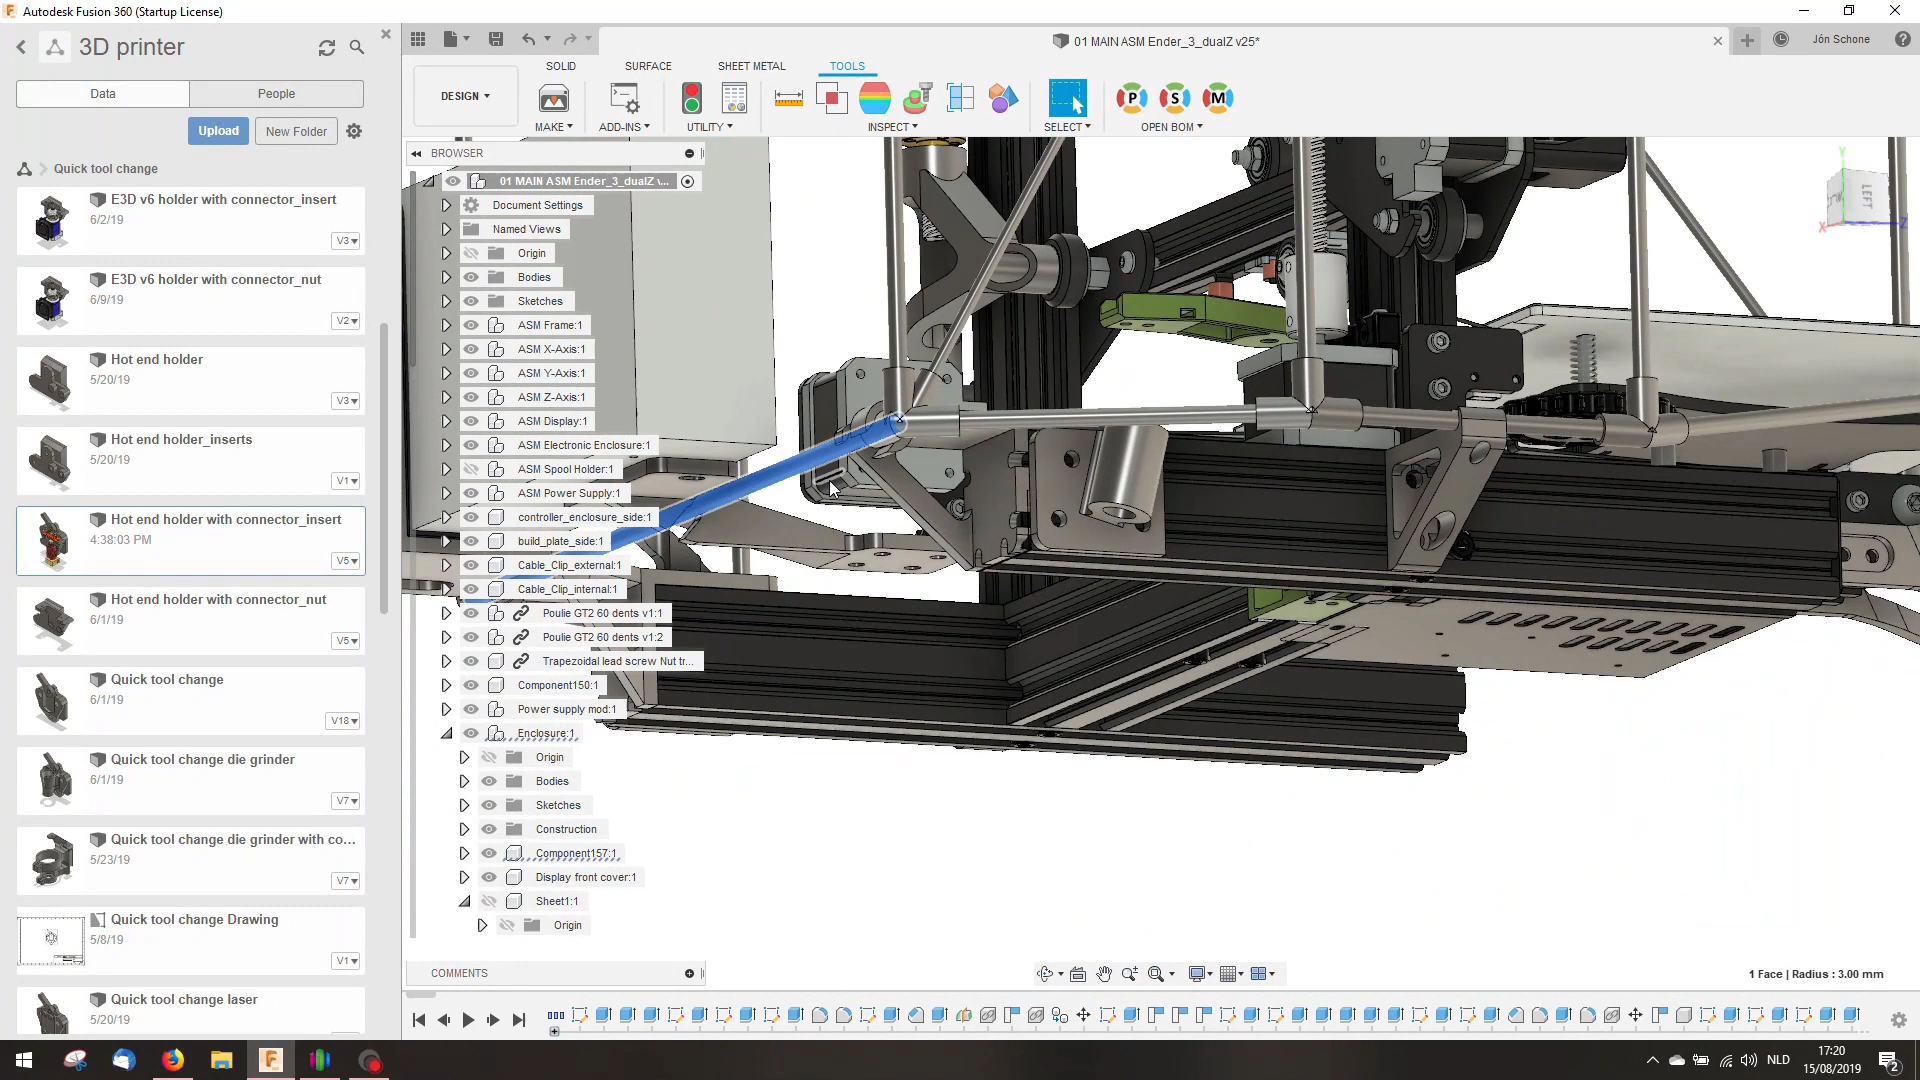 Autodesk Fusion 360 (Startup License)
3D printer
Data
People
Upload
New Folder
Quick tool change
E3D v6 holder with connector_insert
6/2/19
V3
E3D v6 holder with connector_nut
6/9/19
V2
Hot end holder
5/20/19
V3
Hot end holder_inserts
5/20/19
V1
Hot end holder with connector_insert
4:38:03 PM
V5
Hot end holder with connector_nut
6/1/19
V5
Quick tool change
6/1/19
V18
Quick tool change die grinder
6/1/19
V7
Quick tool change die grinder with co...
5/23/19
V7
Quick tool change Drawing
5/8/19
V1
Quick tool change laser
5/20/19
01 MAIN ASM Ender_3_dualZ v25*
Jón Schone
DESIGN
SOLID
SURFACE
SHEET METAL
TOOLS
MAKE
ADD-INS
UTILITY
INSPECT
SELECT
P
S
M
OPEN BOM
BROWSER
01 MAIN ASM Ender_3_dualZ v...
Document Settings
Named Views
Origin
Bodies
Sketches
ASM Frame:1
ASM X-Axis:1
ASM Y-Axis:1
ASM Z-Axis:1
ASM Display:1
ASM Electronic Enclosure:1
ASM Spool Holder:1
ASM Power Supply:1
controller_enclosure_side:1
build_plate_side:1
Cable_Clip_external:1
Cable_Clip_internal:1
Poulie GT2 60 dents v1:1
Poulie GT2 60 dents v1:2
Trapezoidal lead screw Nut tr...
Component150:1
Power supply mod:1
Enclosure:1
Origin
Bodies
Sketches
Construction
Component157:1
Display front cover:1
Sheet1:1
Origin
Y
LEFT
X
Z
COMMENTS
1 Face | Radius : 3.00 mm
NLD
17:20
15/08/2019
2